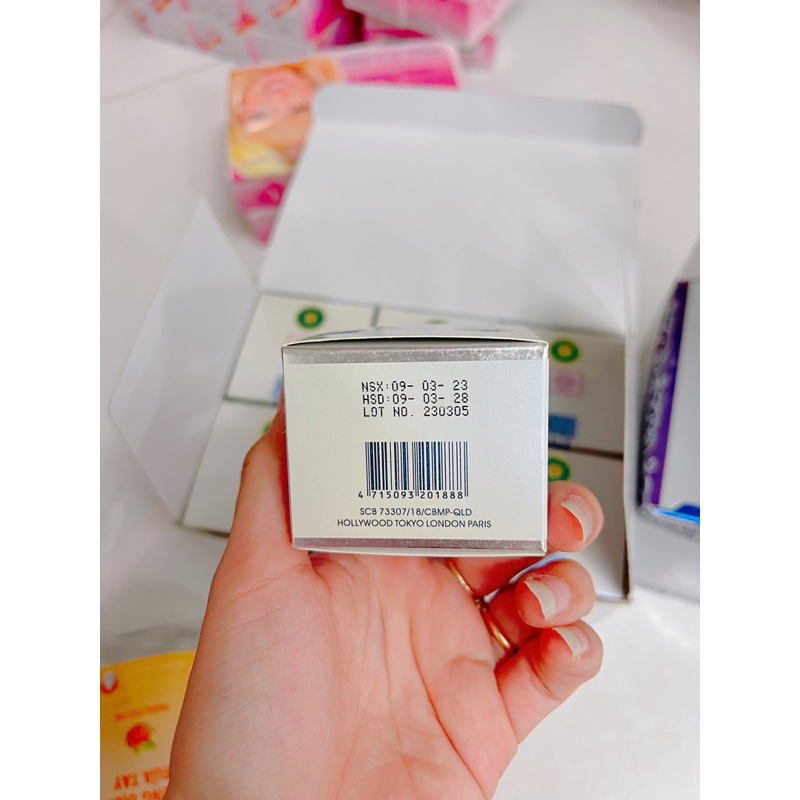 NSX:09- 03- 23
HSD:09- 03- 28
LOT NO. 230305
4 715093 201888
SCB 73307/18/CBMP-QLD
HOLLYWOOD TOKYO LONDON PARIS